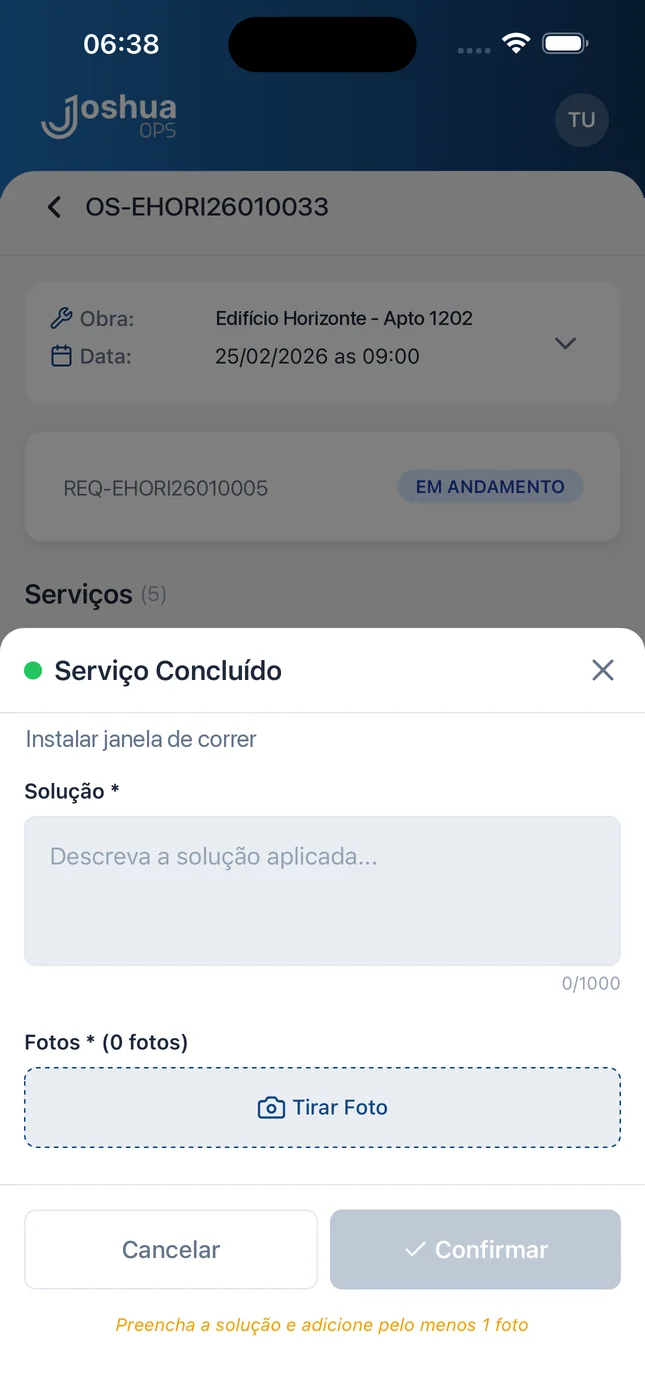 06:38
Joshua
OPS
TU
OS-EHORI26010033
Obra: Edifício Horizonte - Apto 1202
Data: 25/02/2026 as 09:00
REQ-EHORI26010005 EM ANDAMENTO
Serviços (5)
Serviço Concluído
Instalar janela de correr
Solução *
Descreva a solução aplicada...
0/1000
Fotos * (0 fotos)
Tirar Foto
Cancelar Confirmar
Preencha a solução e adicione pelo menos 1 foto